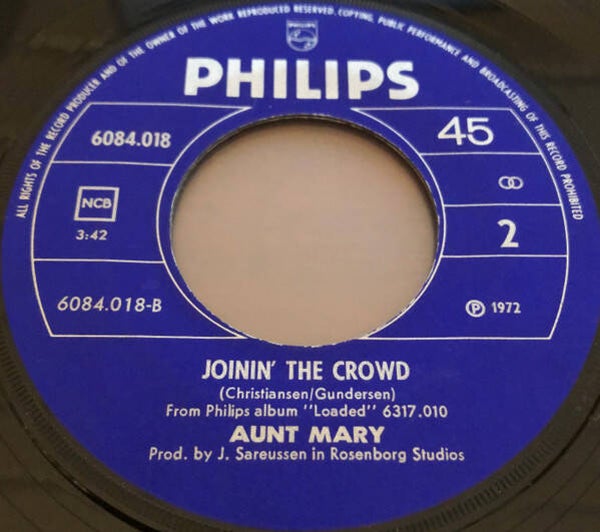 ALL RIGHTS OF THE RECORD PRODUCER AND OF THE OWNER OF THE WORK REPRODUCED RESERVED. COPYING, PUBLIC PERFORMANCE AND BROADCASTING OF THIS RECORD PROHIBITED
PHILIPS
PHILIPS
6084.018
45
NCB
3:42
2
6084.018-B
Ⓟ 1972
JOININ' THE CROWD
(Christiansen/Gundersen)
From Philips album "Loaded" 6317.010
AUNT MARY
Prod. by J. Sareussen in Rosenborg Studios